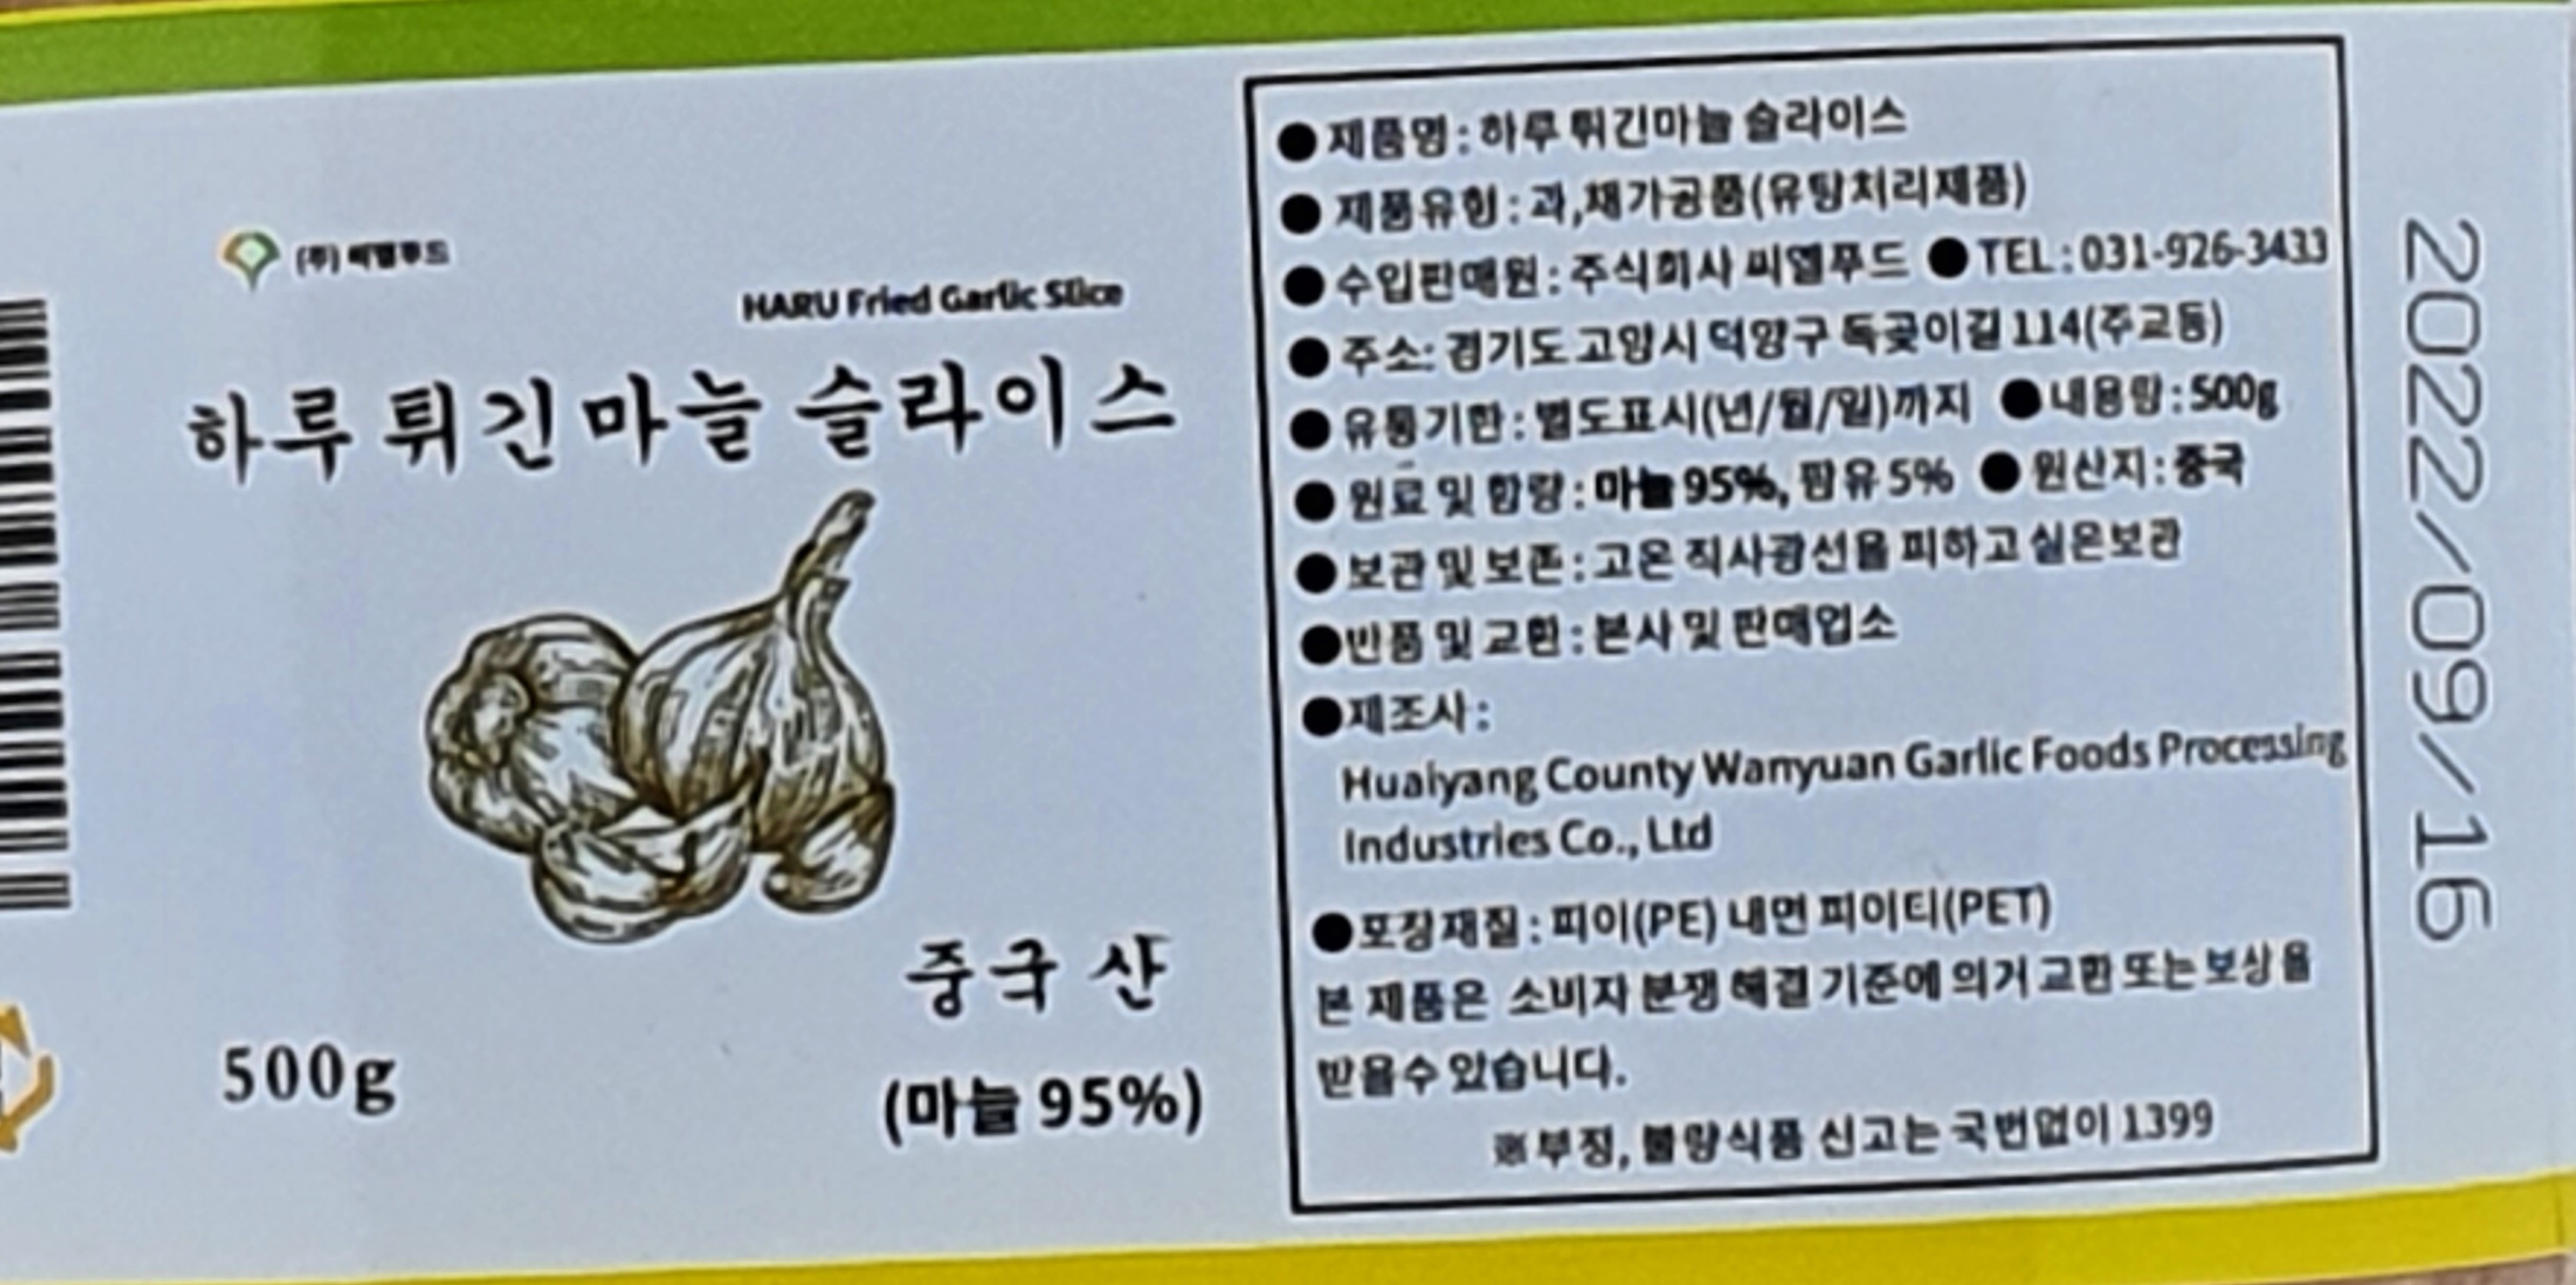 (주) 씨엘푸드
HARU Fried Garlic Slice
하루 튀긴마늘 슬라이스
중국 산
500g
(마늘 95%)
● 제품명 : 하루 튀긴마늘 슬라이스
● 제품유형 : 과,채가공품(유탕처리제품)
● 수입판매원 : 주식회사 씨엘푸드 ● TEL : 031-926-3433
● 주소: 경기도 고양시 덕양구 독곶이길 114(주교동)
● 유통기한 : 별도표시(년/월/일)까지 ● 내용량 : 500g
● 원료 및 함량 : 마늘 95%, 팜유 5% ● 원산지 : 중국
● 보관 및 보존 : 고온 직사광선을 피하고 실온보관
● 반품 및 교환 : 본사 및 판매업소
● 제조사 :
Huaiyang County Wanyuan Garlic Foods Processing
Industries Co., Ltd
● 포장재질 : 피이(PE) 내면 피이티(PET)
본 제품은 소비자 분쟁 해결 기준에 의거 교환 또는 보상을
받을수 있습니다.
※부정, 불량식품 신고는 국번없이 1399
2022/09/16